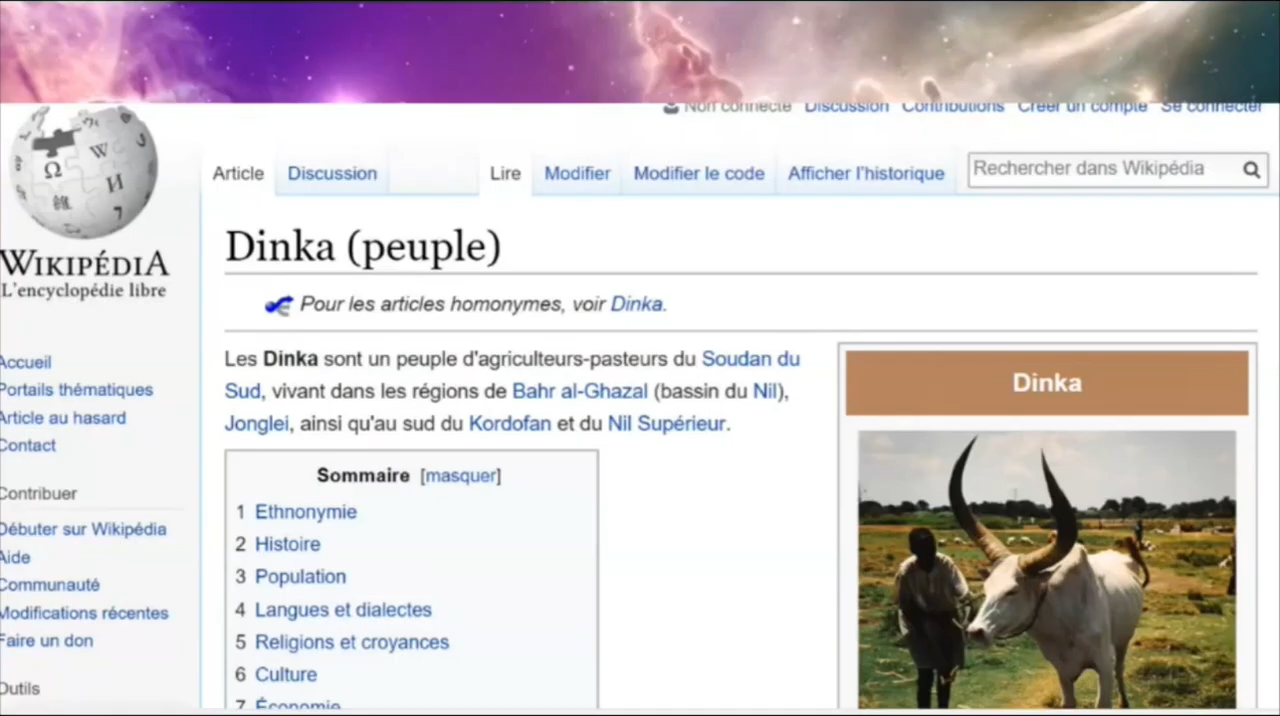 Non connecté Discussion Contributions Créer un compte Se connecter
Article Discussion Lire Modifier Modifier le code Afficher l'historique Rechercher dans Wikipédia
WIKIPÉDIA
L'encyclopédie libre
Dinka (peuple)
Pour les articles homonymes, voir Dinka.
Accueil
Portails thématiques
Article au hasard
Contact
Contribuer
Débuter sur Wikipédia
Aide
Communauté
Modifications récentes
Faire un don
Outils
Les Dinka sont un peuple d'agriculteurs-pasteurs du Soudan du
Sud, vivant dans les régions de Bahr al-Ghazal (bassin du Nil),
Jonglei, ainsi qu'au sud du Kordofan et du Nil Supérieur.
Sommaire [masquer]
1 Ethnonymie
2 Histoire
3 Population
4 Langues et dialectes
5 Religions et croyances
6 Culture
7 Économie
Dinka